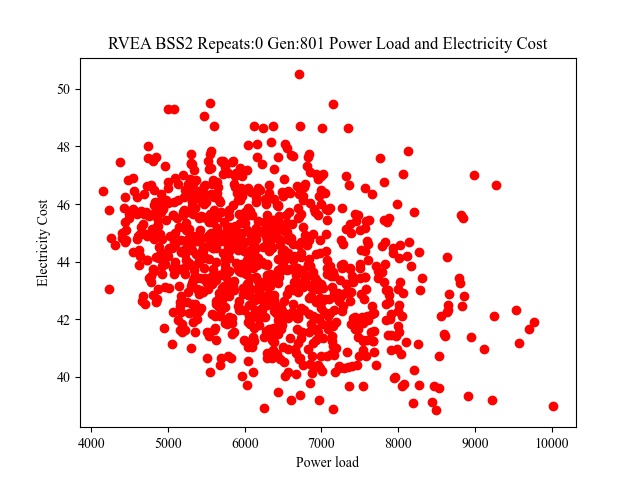 RVEA BSS2 Repeats:0 Gen:801 Power Load and Electricity Cost
50
48
46
44
42
40
Electricity Cost
4000 5000 6000 7000 8000 9000 10000
Power load